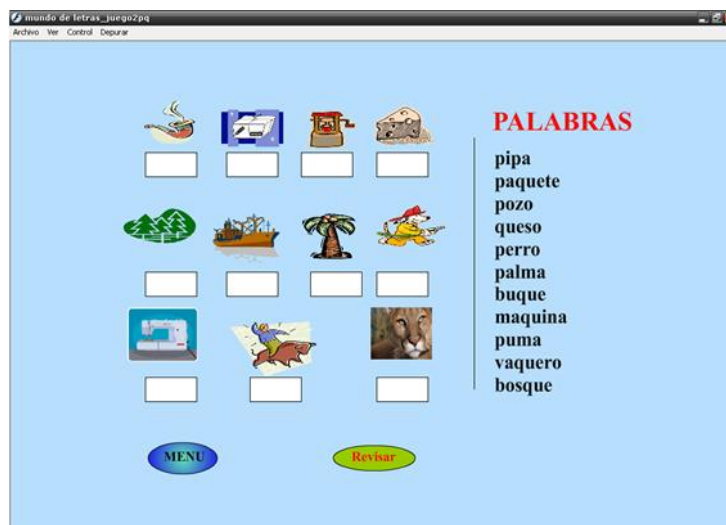 mundo de letras_juego2pq
Archivo Ver Control Depurar
PALABRAS
pipa
paquete
pozo
queso
perro
palma
buque
maquina
puma
vaquero
bosque
MENU
Revisar